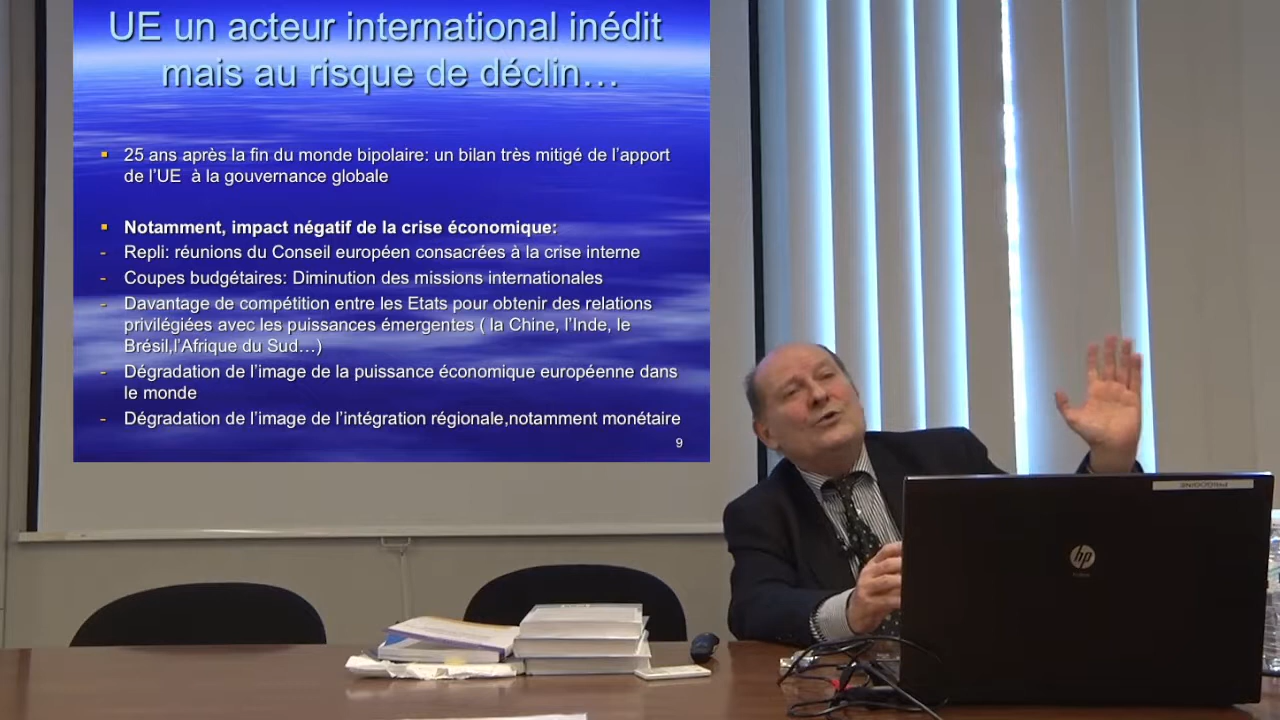 UE un acteur international inédit
mais au risque de déclin…
▪ 25 ans après la fin du monde bipolaire: un bilan très mitigé de l'apport
de l'UE à la gouvernance globale
▪ Notamment, impact négatif de la crise économique:
- Repli: réunions du Conseil européen consacrées à la crise interne
- Coupes budgétaires: Diminution des missions internationales
- Davantage de compétition entre les Etats pour obtenir des relations
privilégiées avec les puissances émergentes ( la Chine, l'Inde, le
Brésil,l'Afrique du Sud…)
- Dégradation de l'image de la puissance économique européenne dans
le monde
- Dégradation de l'image de l'intégration régionale,notamment monétaire
9
PRIGOGINE
hp